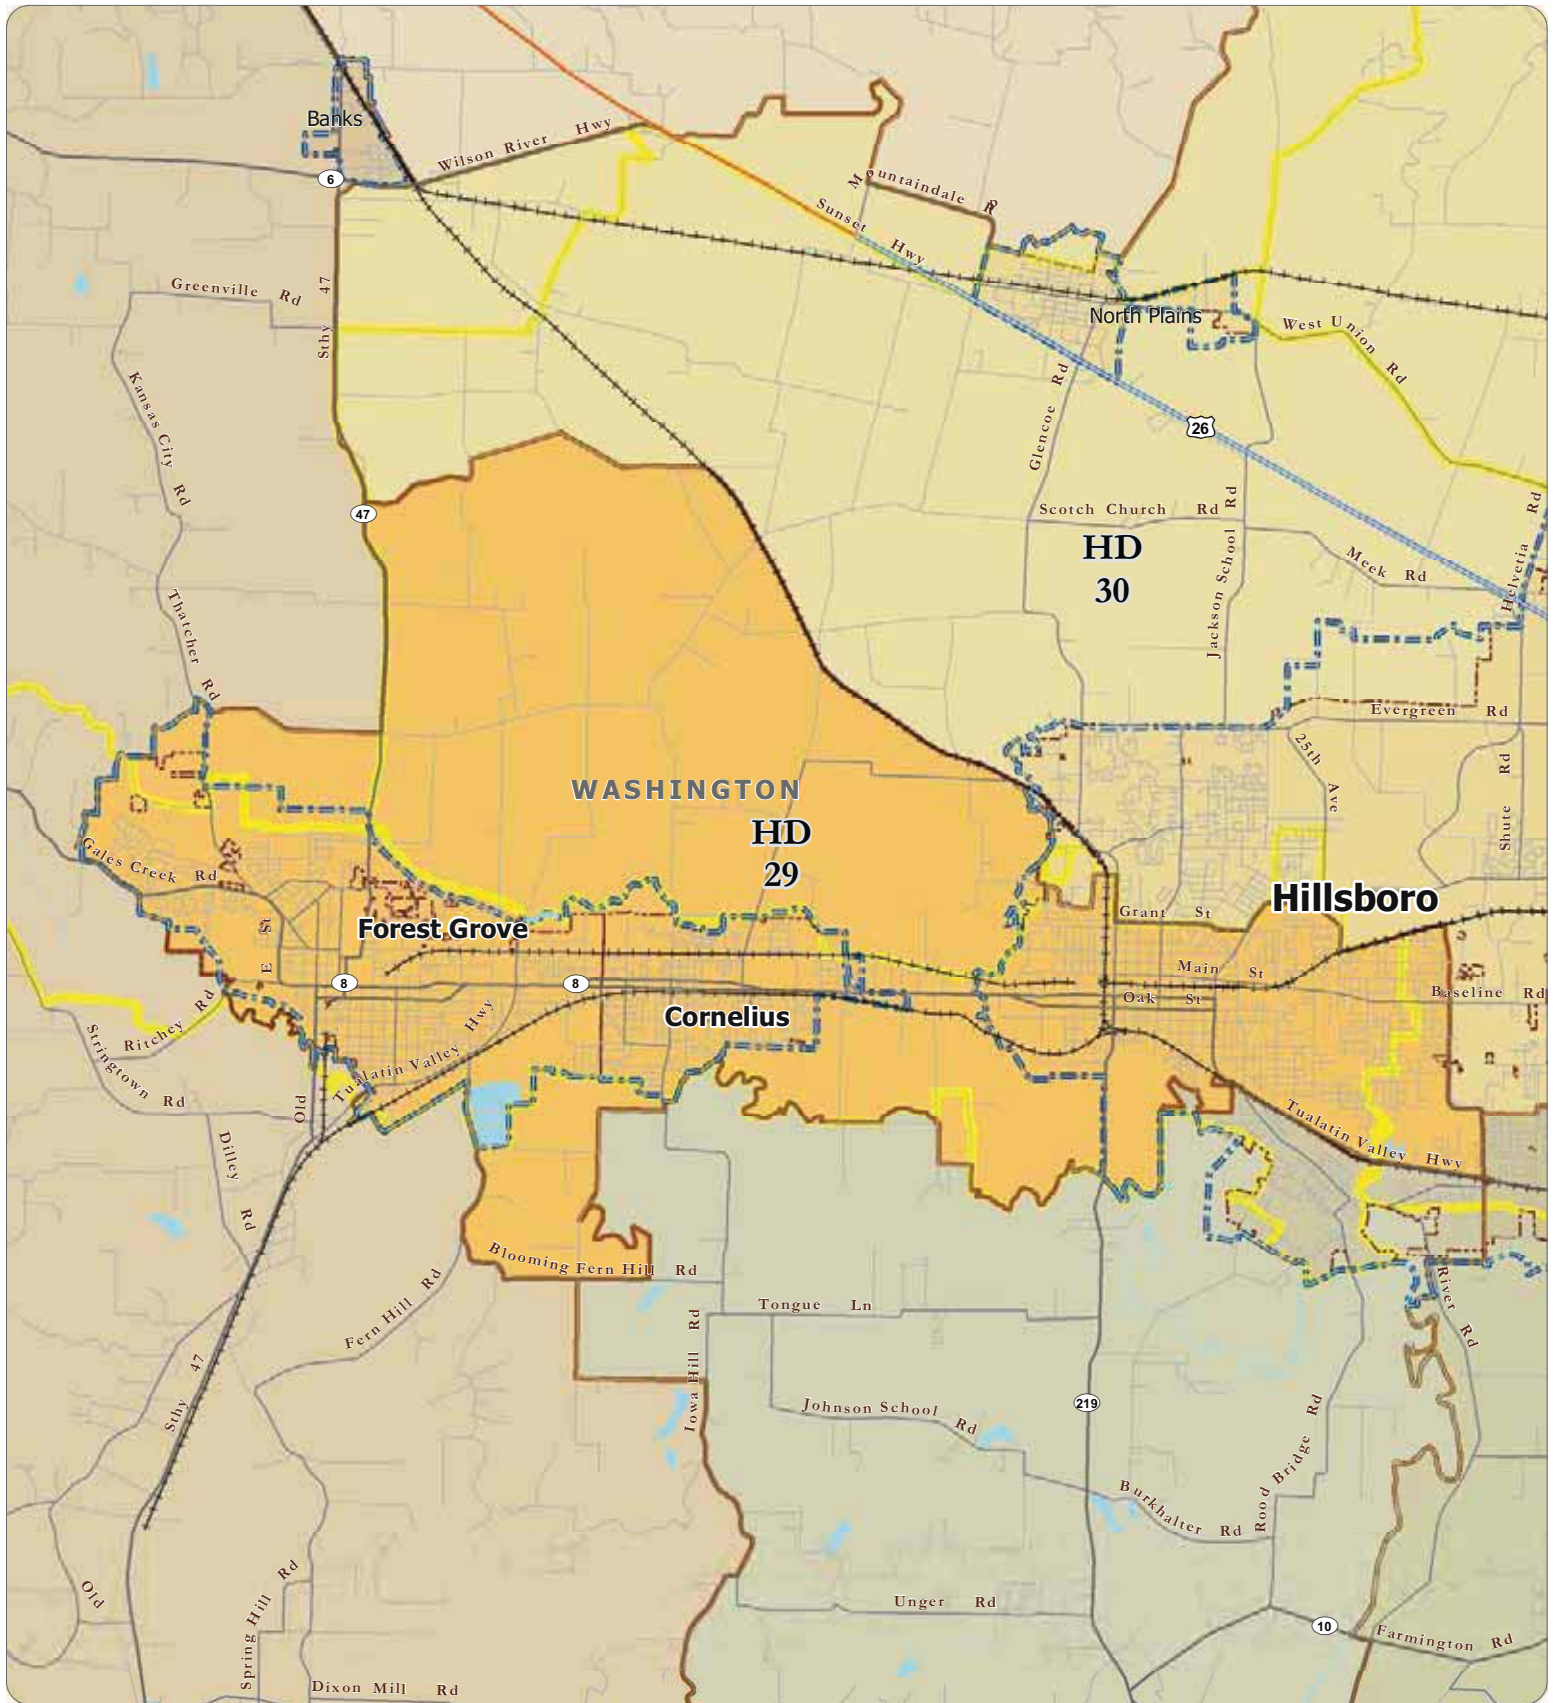 Banks
Wilson River Hwy
6
Mountaindale Rd
Sunset Hwy
Greenville Rd
Sthy 47
North Plains
West Union Rd
Kansas City Rd
Glencoe Rd
26
47
Scotch Church Rd
Jackson School Rd
Helvetia Rd
HD
30
Meek Rd
Thatcher Rd
Evergreen Rd
25th Ave
Shute Rd
WASHINGTON
HD
29
Gales Creek Rd
Hillsboro
Grant St
Forest Grove
E St
8
8
Main St
Baseline Rd
Oak St
Cornelius
Ritchey Rd
Stringtown Rd
Tualatin Valley Hwy
Old
Tualatin Valley Hwy
Dilley Rd
Blooming Fern Hill Rd
River Rd
Fern Hill Rd
Tongue Ln
Iowa Hill Rd
Sthy 47
219
Johnson School Rd
Rood Bridge Rd
Burkhalter Rd
Old
Spring Hill Rd
Unger Rd
10
Farmington Rd
Dixon Mill Rd